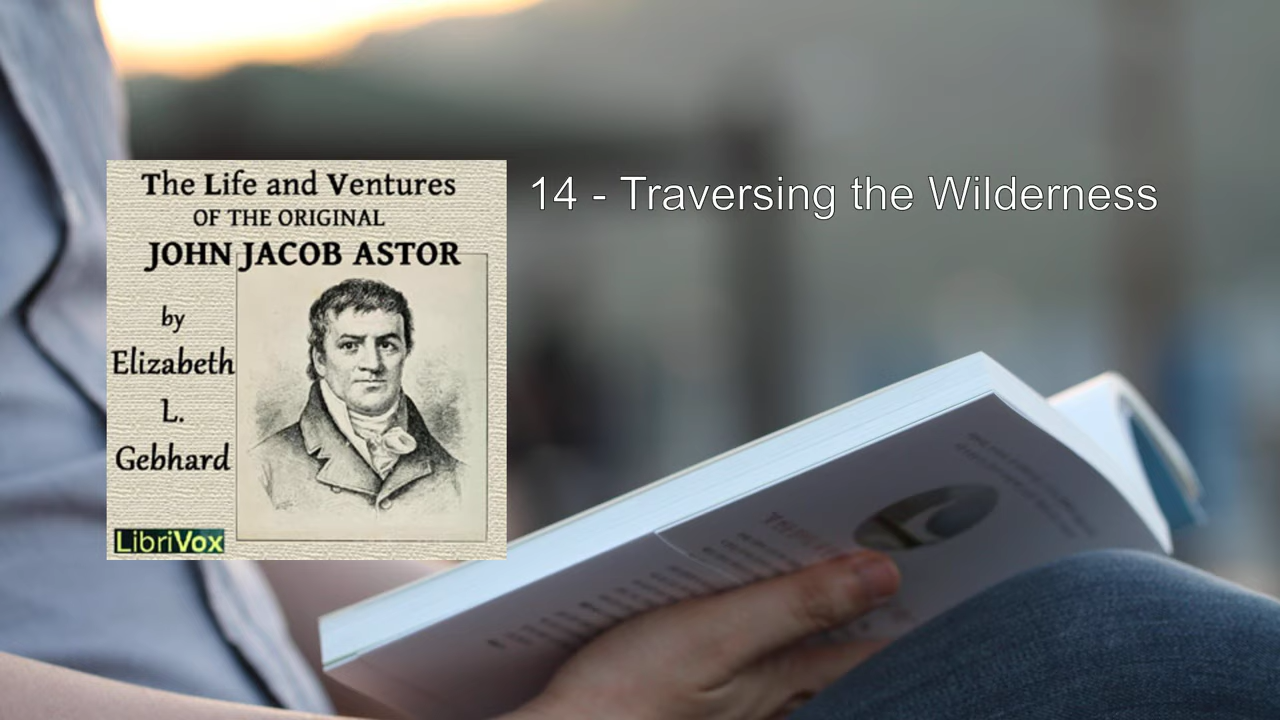 The Life and Ventures
OF THE ORIGINAL
JOHN JACOB ASTOR
by
Elizabeth
L.
Gebhard
LibriVox
14 - Traversing the Wilderness